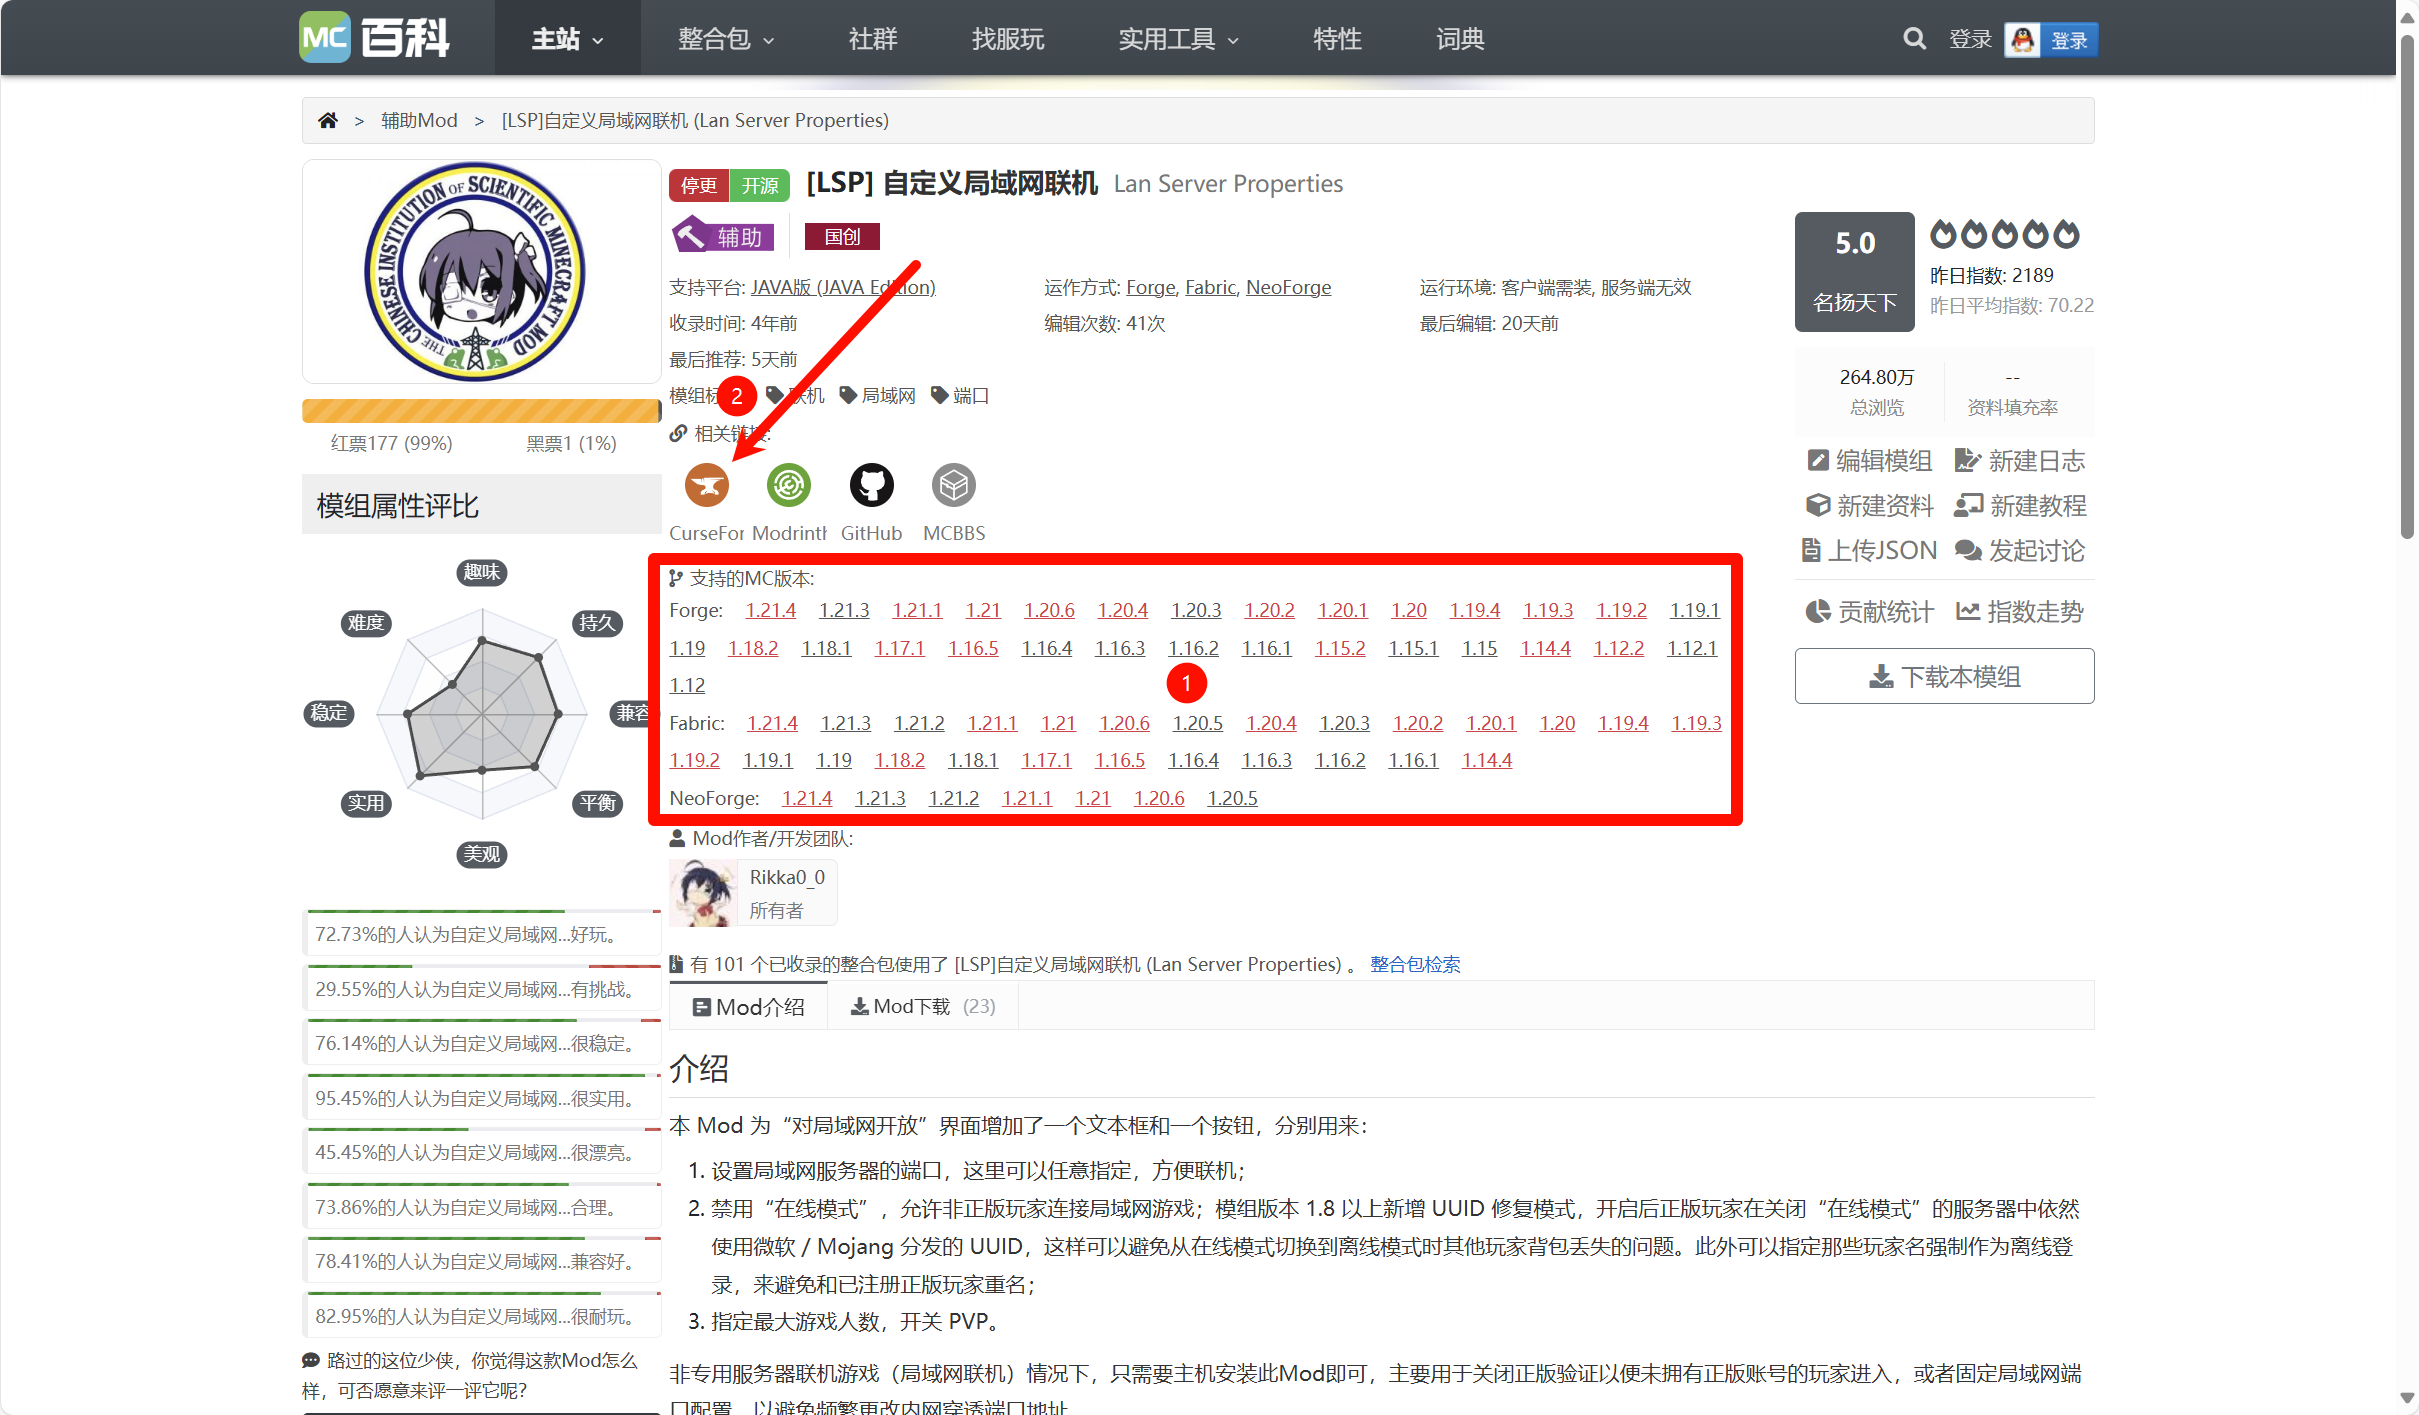 MC 百科 主站 整合包 社群 找服玩 实用工具 特性 词典 登录 登录
> 辅助Mod > [LSP]自定义局域网联机 (Lan Server Properties)
THE CHINESE INSTITUTION OF SCIENTIFIC MINECRAFT MOD
红票177 (99%) 黑票1 (1%)
模组属性评比
趣味
难度 持久
稳定 兼容
实用 平衡
美观
72.73%的人认为自定义局域网...好玩。
29.55%的人认为自定义局域网...有挑战。
76.14%的人认为自定义局域网...很稳定。
95.45%的人认为自定义局域网...很实用。
45.45%的人认为自定义局域网...很漂亮。
73.86%的人认为自定义局域网...合理。
78.41%的人认为自定义局域网...兼容好。
82.95%的人认为自定义局域网...很耐玩。
路过的这位少侠，你觉得这款Mod怎么
样，可否愿意来评一评它呢？
停更 开源 [LSP] 自定义局域网联机 Lan Server Properties
辅助 国创
支持平台: JAVA版 (JAVA Edition) 运作方式: Forge, Fabric, NeoForge 运行环境: 客户端需装, 服务端无效
收录时间: 4年前 编辑次数: 41次 最后编辑: 20天前
最后推荐: 5天前
模组标 2 联机 局域网 端口
相关链接:
CurseFor Modrinth GitHub MCBBS
支持的MC版本:
Forge: 1.21.4 1.21.3 1.21.1 1.21 1.20.6 1.20.4 1.20.3 1.20.2 1.20.1 1.20 1.19.4 1.19.3 1.19.2 1.19.1
1.19 1.18.2 1.18.1 1.17.1 1.16.5 1.16.4 1.16.3 1.16.2 1.16.1 1.15.2 1.15.1 1.15 1.14.4 1.12.2 1.12.1
1.12 1
Fabric: 1.21.4 1.21.3 1.21.2 1.21.1 1.21 1.20.6 1.20.5 1.20.4 1.20.3 1.20.2 1.20.1 1.20 1.19.4 1.19.3
1.19.2 1.19.1 1.19 1.18.2 1.18.1 1.17.1 1.16.5 1.16.4 1.16.3 1.16.2 1.16.1 1.14.4
NeoForge: 1.21.4 1.21.3 1.21.2 1.21.1 1.21 1.20.6 1.20.5
Mod作者/开发团队:
Rikka0_0
所有者
有 101 个已收录的整合包使用了 [LSP]自定义局域网联机 (Lan Server Properties) 。 整合包检索
Mod介绍 Mod下载 (23)
介绍
本 Mod 为“对局域网开放”界面增加了一个文本框和一个按钮，分别用来：
1. 设置局域网服务器的端口，这里可以任意指定，方便联机；
2. 禁用“在线模式”，允许非正版玩家连接局域网游戏；模组版本 1.8 以上新增 UUID 修复模式，开启后正版玩家在关闭“在线模式”的服务器中依然
使用微软 / Mojang 分发的 UUID，这样可以避免从在线模式切换到离线模式时其他玩家背包丢失的问题。此外可以指定那些玩家名强制作为离线登
录，来避免和已注册正版玩家重名；
3. 指定最大游戏人数，开关 PVP。
非专用服务器联机游戏（局域网联机）情况下，只需要主机安装此Mod即可，主要用于关闭正版验证以便未拥有正版账号的玩家进入，或者固定局域网端
口配置，以避免频繁更改内网穿透端口地址
5.0
名扬天下
昨日指数: 2189
昨日平均指数: 70.22
264.80万 --
总浏览 资料填充率
编辑模组 新建日志
新建资料 新建教程
上传JSON 发起讨论
贡献统计 指数走势
下载本模组